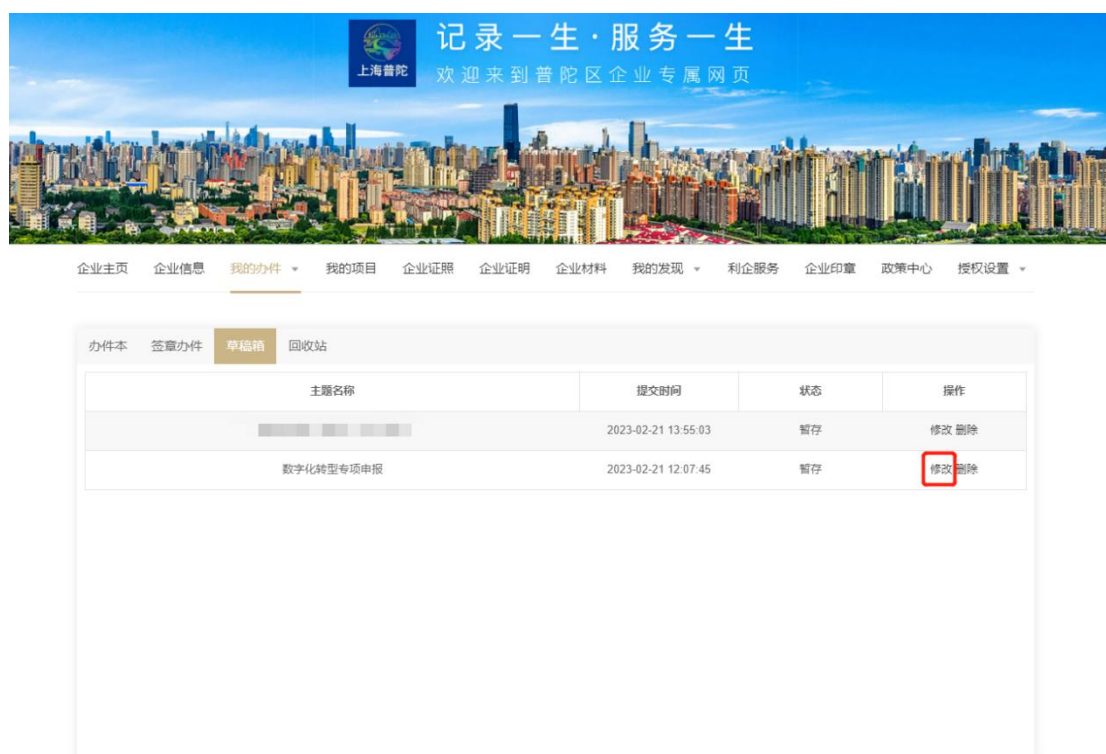 记录一生·服务一生
上海普陀 欢迎来到普陀区企业专属网页
企业主页 企业信息 我的办件 我的项目 企业证照 企业证明 企业材料 我的发现 利企服务 企业印章 政策中心 授权设置
办件本 签章办件 草稿箱 回收站
主题名称 提交时间 状态 操作
2023-02-21 13:55:03 暂存 修改 删除
数字化转型专项申报 2023-02-21 12:07:45 暂存 修改 删除